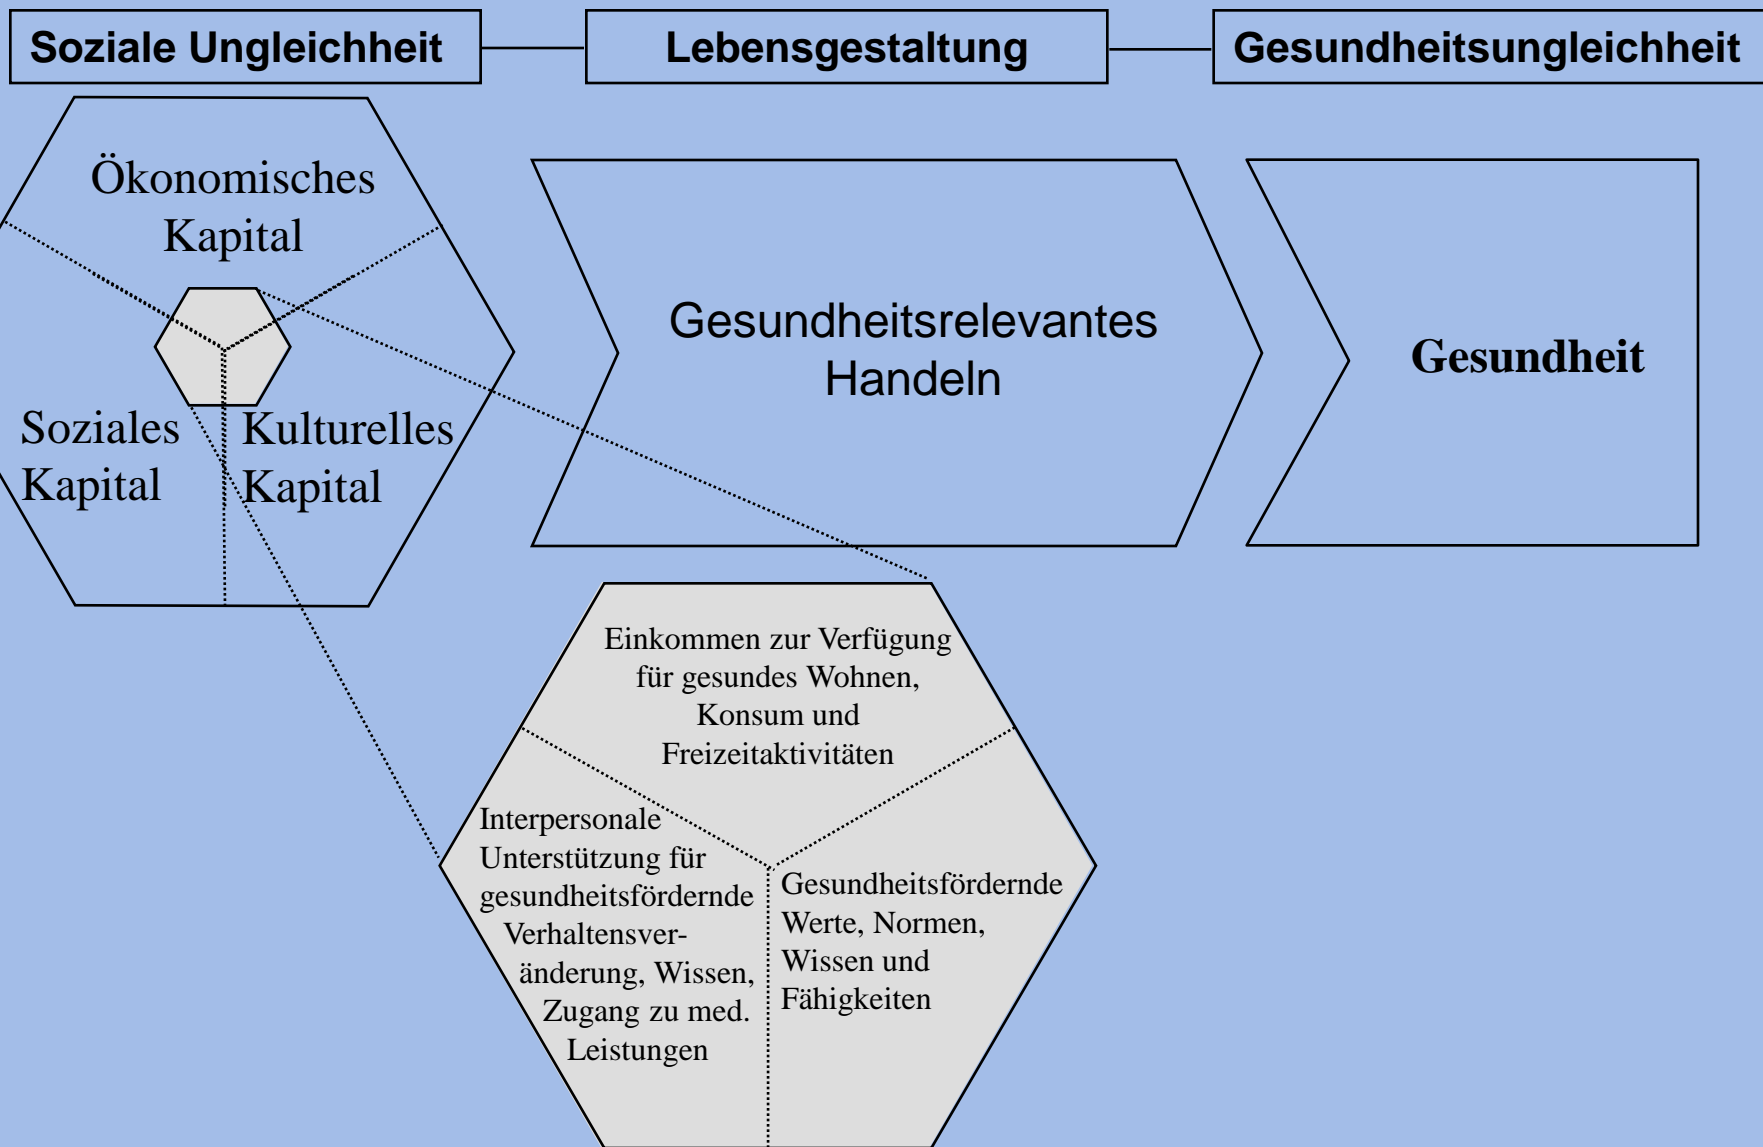 Soziale Ungleichheit
Lebensgestaltung
Gesundheitsungleichheit
Ökonomisches
Kapital
Soziales
Kapital
Kulturelles
Kapital
Gesundheitsrelevantes
Handeln
Gesundheit
Einkommen zur Verfügung
für gesundes Wohnen,
Konsum und
Freizeitaktivitäten
Interpersonale
Unterstützung für
gesundheitsfördernde
Verhaltensver-
änderung, Wissen,
Zugang zu med.
Leistungen
Gesundheitsfördernde
Werte, Normen,
Wissen und
Fähigkeiten